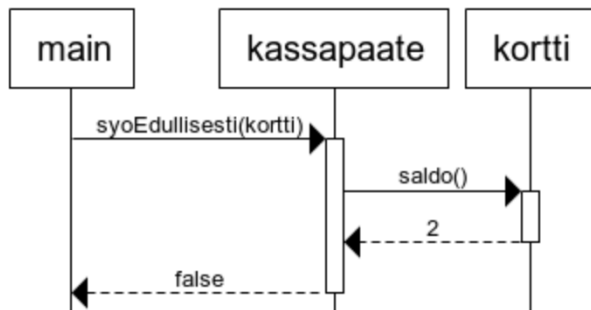 main
kassapaate
kortti
syoEdullisesti(kortti)
saldo()
2
false